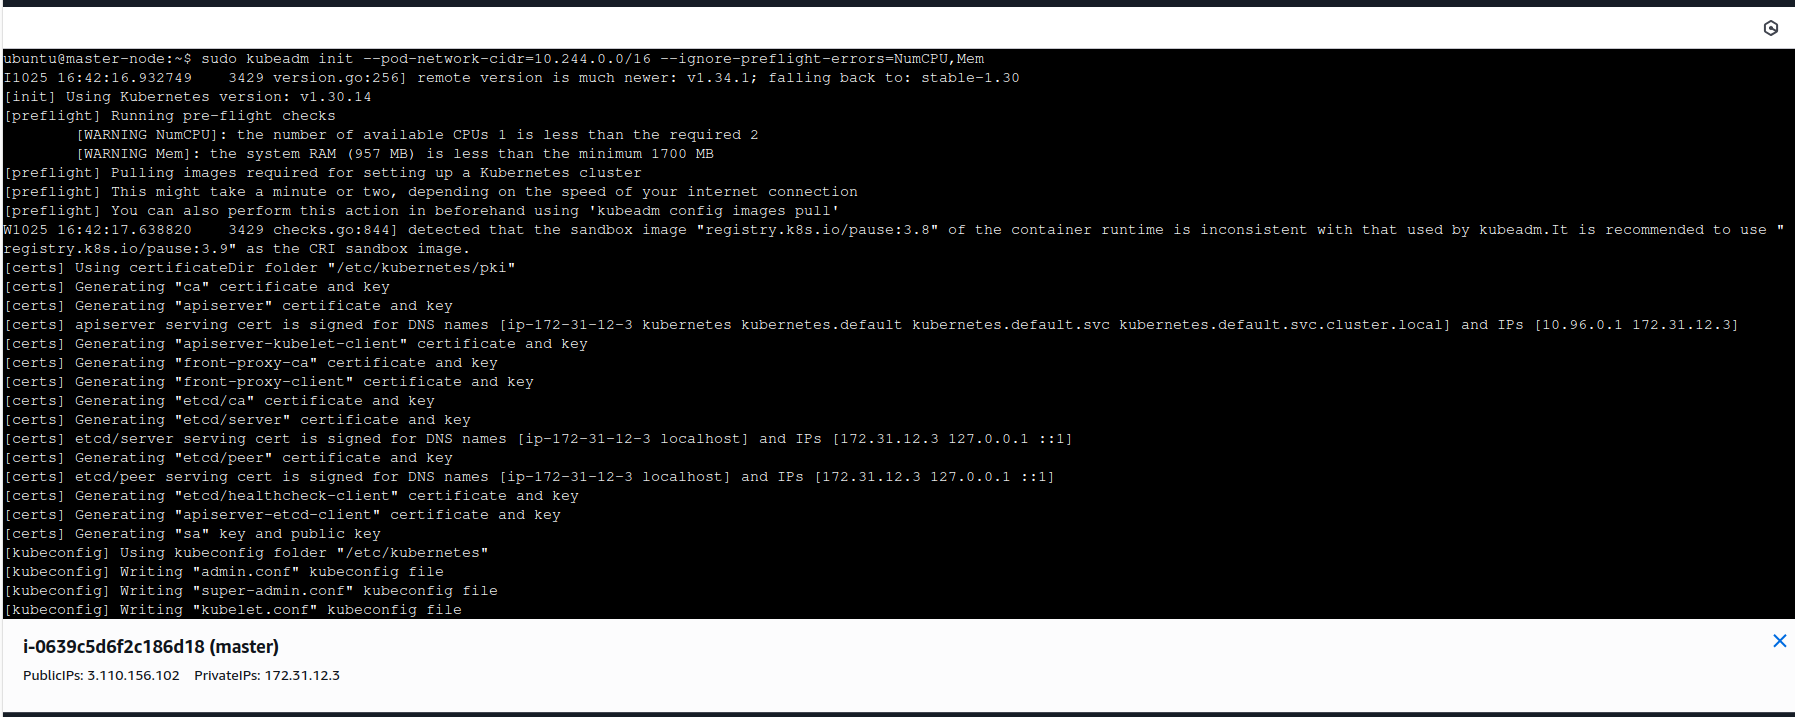 ubuntu@master-node:~$ sudo kubeadm init --pod-network-cidr=10.244.0.0/16 --ignore-preflight-errors=NumCPU,Mem
I1025 16:42:16.932749    3429 version.go:256] remote version is much newer: v1.34.1; falling back to: stable-1.30
[init] Using Kubernetes version: v1.30.14
[preflight] Running pre-flight checks
        [WARNING NumCPU]: the number of available CPUs 1 is less than the required 2
        [WARNING Mem]: the system RAM (957 MB) is less than the minimum 1700 MB
[preflight] Pulling images required for setting up a Kubernetes cluster
[preflight] This might take a minute or two, depending on the speed of your internet connection
[preflight] You can also perform this action in beforehand using 'kubeadm config images pull'
W1025 16:42:17.638820    3429 checks.go:844] detected that the sandbox image "registry.k8s.io/pause:3.8" of the container runtime is inconsistent with that used by kubeadm.It is recommended to use "
registry.k8s.io/pause:3.9" as the CRI sandbox image.
[certs] Using certificateDir folder "/etc/kubernetes/pki"
[certs] Generating "ca" certificate and key
[certs] Generating "apiserver" certificate and key
[certs] apiserver serving cert is signed for DNS names [ip-172-31-12-3 kubernetes kubernetes.default kubernetes.default.svc kubernetes.default.svc.cluster.local] and IPs [10.96.0.1 172.31.12.3]
[certs] Generating "apiserver-kubelet-client" certificate and key
[certs] Generating "front-proxy-ca" certificate and key
[certs] Generating "front-proxy-client" certificate and key
[certs] Generating "etcd/ca" certificate and key
[certs] Generating "etcd/server" certificate and key
[certs] etcd/server serving cert is signed for DNS names [ip-172-31-12-3 localhost] and IPs [172.31.12.3 127.0.0.1 ::1]
[certs] Generating "etcd/peer" certificate and key
[certs] etcd/peer serving cert is signed for DNS names [ip-172-31-12-3 localhost] and IPs [172.31.12.3 127.0.0.1 ::1]
[certs] Generating "etcd/healthcheck-client" certificate and key
[certs] Generating "apiserver-etcd-client" certificate and key
[certs] Generating "sa" key and public key
[kubeconfig] Using kubeconfig folder "/etc/kubernetes"
[kubeconfig] Writing "admin.conf" kubeconfig file
[kubeconfig] Writing "super-admin.conf" kubeconfig file
[kubeconfig] Writing "kubelet.conf" kubeconfig file
i-0639c5d6f2c186d18 (master)
PublicIPs: 3.110.156.102    PrivateIPs: 172.31.12.3